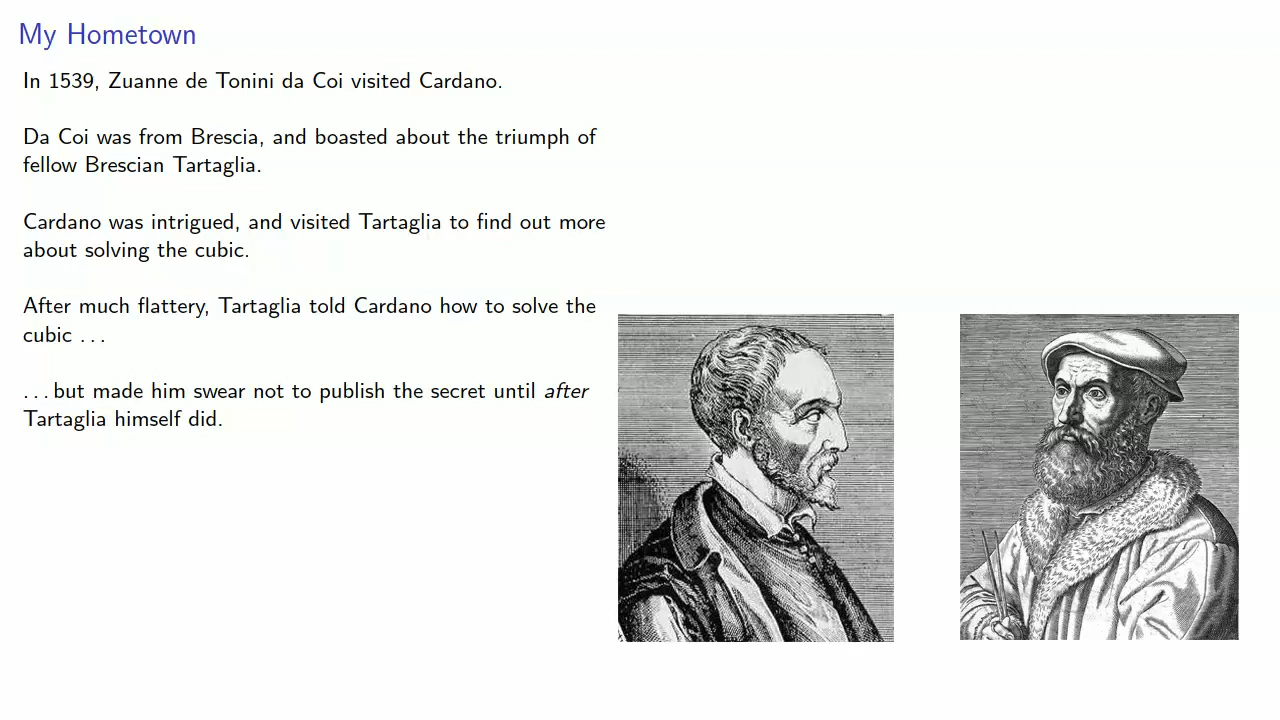 My Hometown
In 1539, Zuanne de Tonini da Coi visited Cardano.
Da Coi was from Brescia, and boasted about the triumph of
fellow Brescian Tartaglia.
Cardano was intrigued, and visited Tartaglia to find out more
about solving the cubic.
After much flattery, Tartaglia told Cardano how to solve the
cubic ...
...but made him swear not to publish the secret until after
Tartaglia himself did.